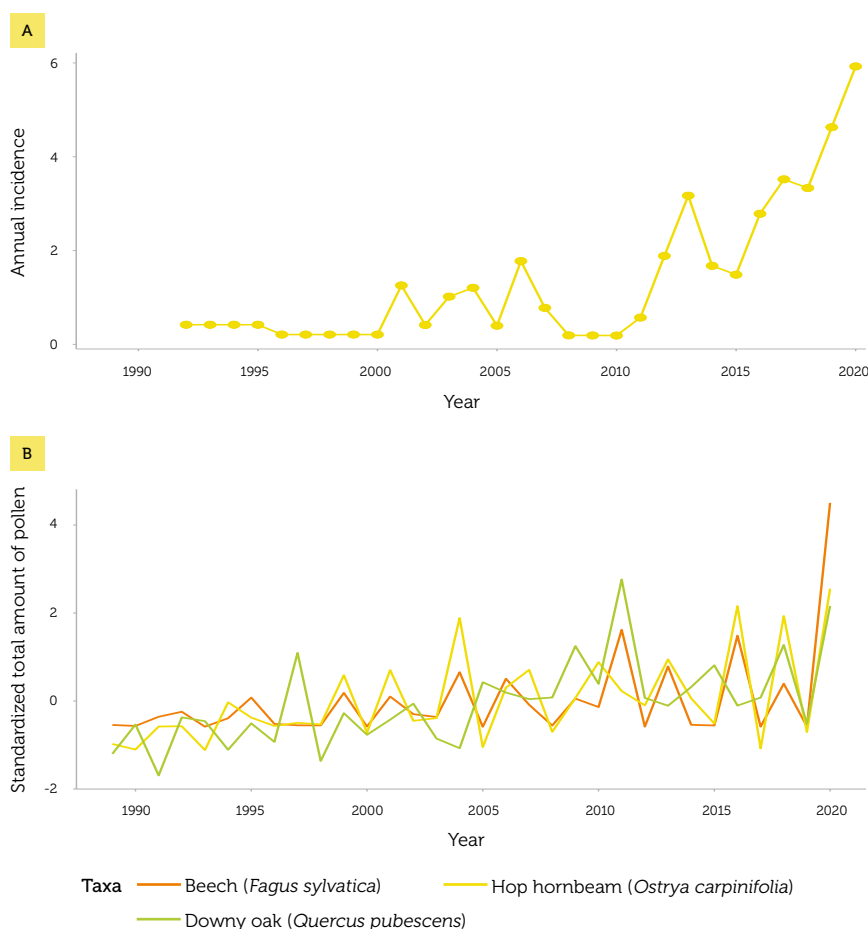 A
Annual incidence
6
4
2
0
1990 1995 2000 2005 2010 2015 2020
Year
B
Standardized total amount of pollen
4
2
0
-2
1990 1995 2000 2005 2010 2015 2020
Year
Taxa Beech (Fagus sylvatica) Hop hornbeam (Ostrya carpinifolia)
Downy oak (Quercus pubescens)